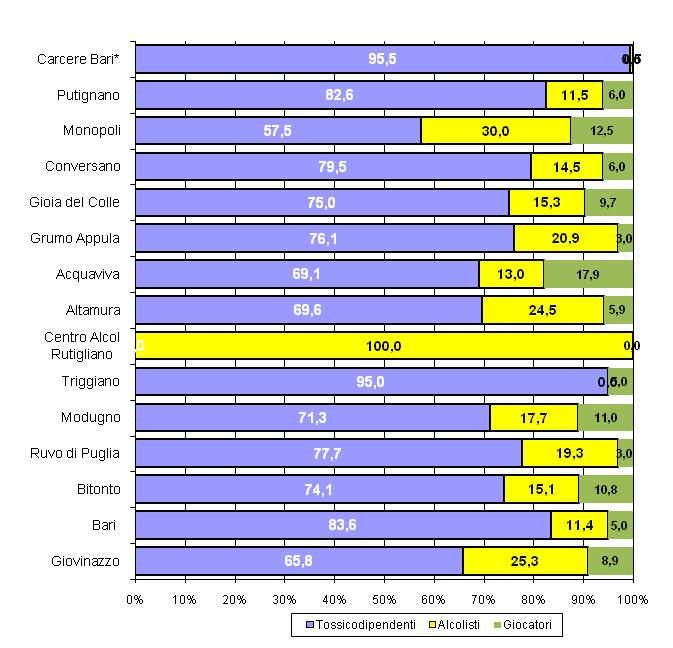 Carcere Bari* 95,5
Putignano 82,6 11,5 6,0
Monopoli 57,5 30,0 12,5
Conversano 79,5 14,5 6,0
Gioia del Colle 75,0 15,3 9,7
Grumo Appula 76,1 20,9 3,0
Acquaviva 69,1 13,0 17,9
Altamura 69,6 24,5 5,9
Centro Alcol
Rutigliano 100,0 0,0
Triggiano 95,0 5,0
Modugno 71,3 17,7 11,0
Ruvo di Puglia 77,7 19,3 3,0
Bitonto 74,1 15,1 10,8
Bari 83,6 11,4 5,0
Giovinazzo 65,8 25,3 8,9
0% 10% 20% 30% 40% 50% 60% 70% 80% 90% 100%
Tossicodipendenti Alcolisti Giocatori